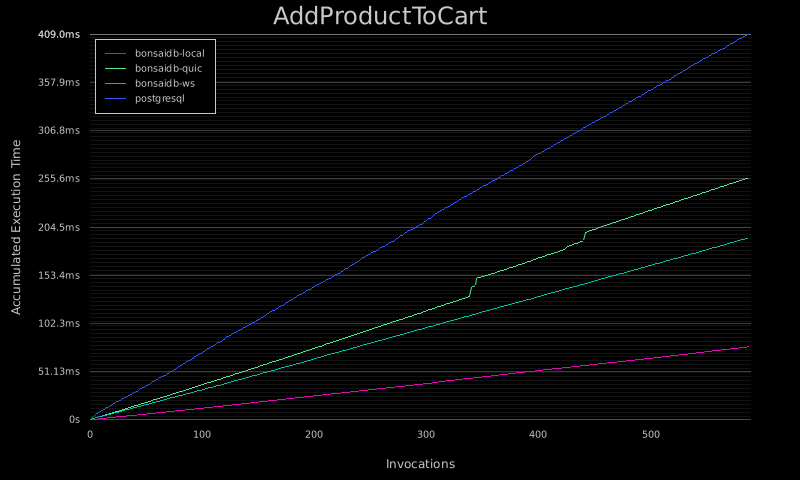 AddProductToCart
409.0ms
bonsaidb-local
bonsaidb-quic
bonsaidb-ws
postgresql
357.9ms
306.8ms
255.6ms
204.5ms
153.4ms
102.3ms
51.13ms
0s
Accumulated Execution Time
0 100 200 300 400 500
Invocations